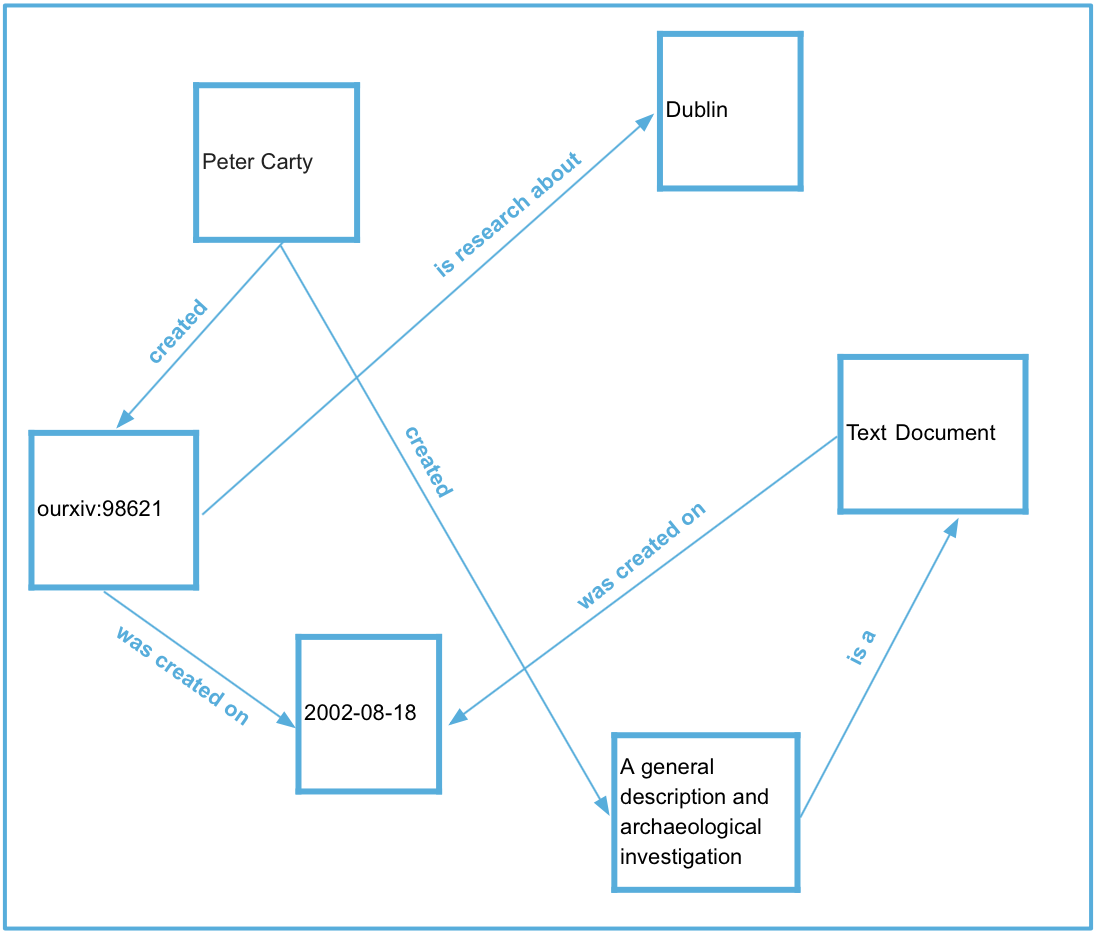 Dublin
Peter Carty
is research about
created
created
Text Document
ourxiv:98621
was created on
was created on
is a
2002-08-18
A general
description and
archaeological
investigation